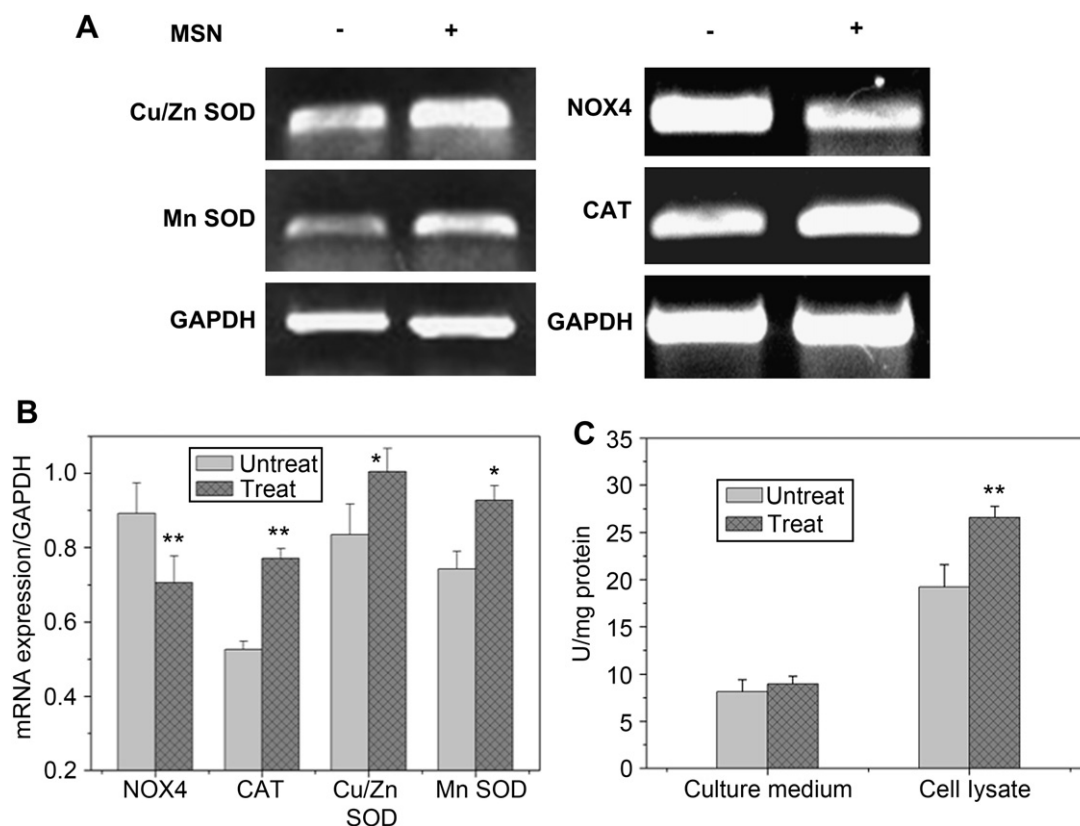 A
MSN - +
Cu/Zn SOD
Mn SOD
GAPDH
- +
NOX4
CAT
GAPDH
B
mRNA expression/GAPDH
1.0
0.8
0.6
0.4
0.2
Untreat
Treat
** ** * *
NOX4 CAT Cu/Zn SOD Mn SOD
C
U/mg protein
35
30
25
20
15
10
5
0
Untreat
Treat
**
Culture medium Cell lysate